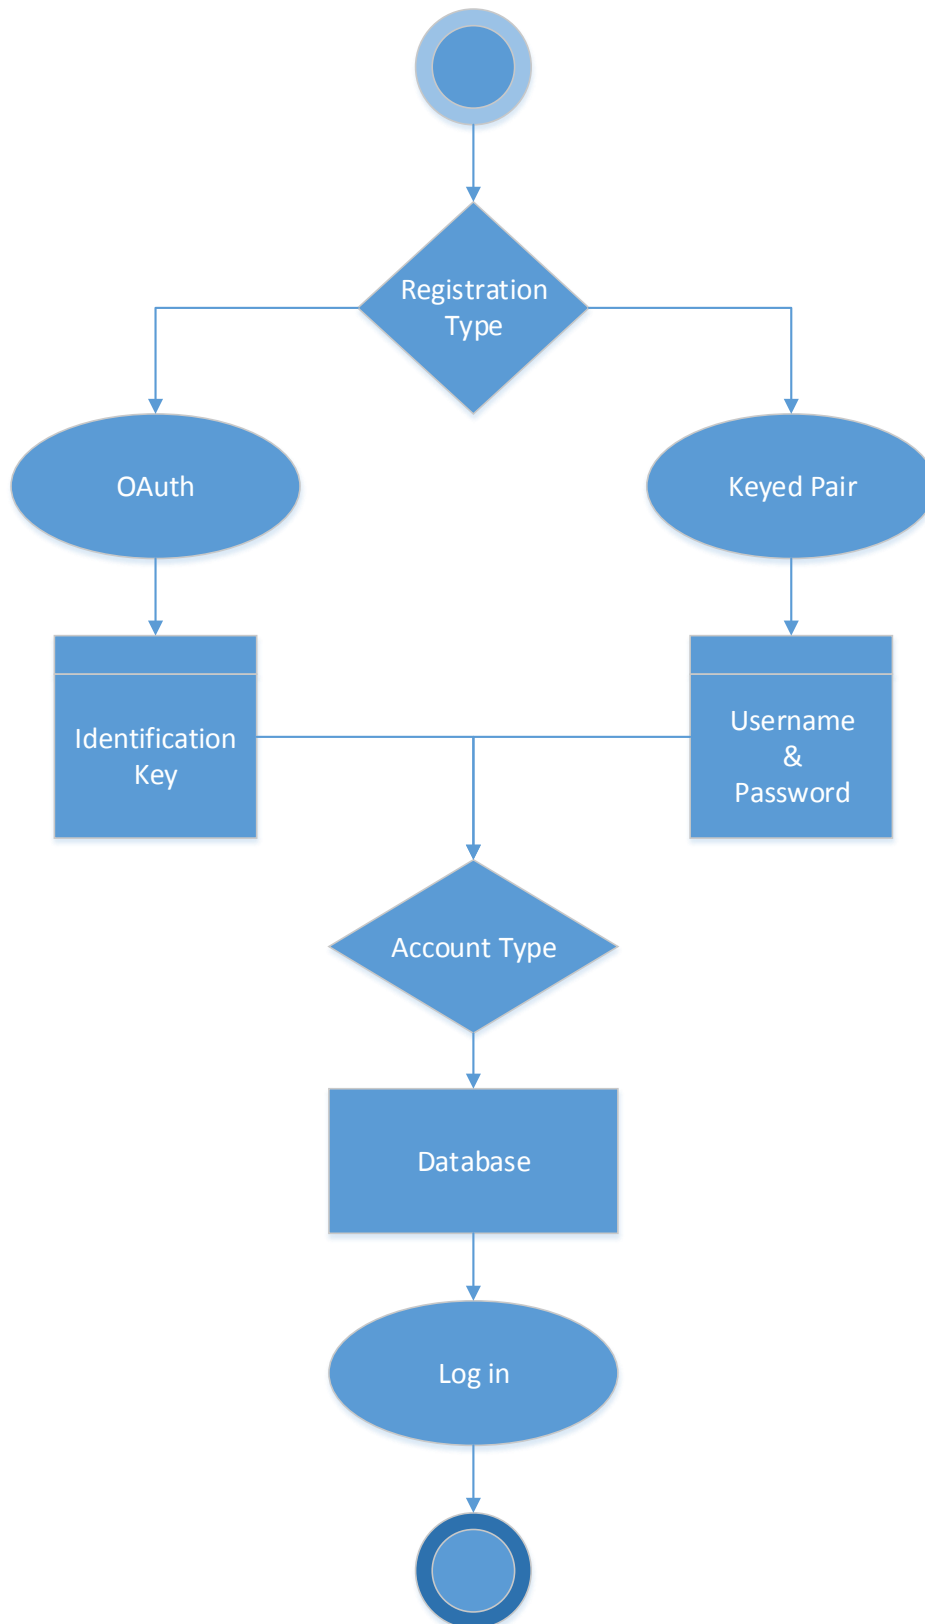 Registration
Type
OAuth
Keyed Pair
Identification
Key
Username
&
Password
Account Type
Database
Log in